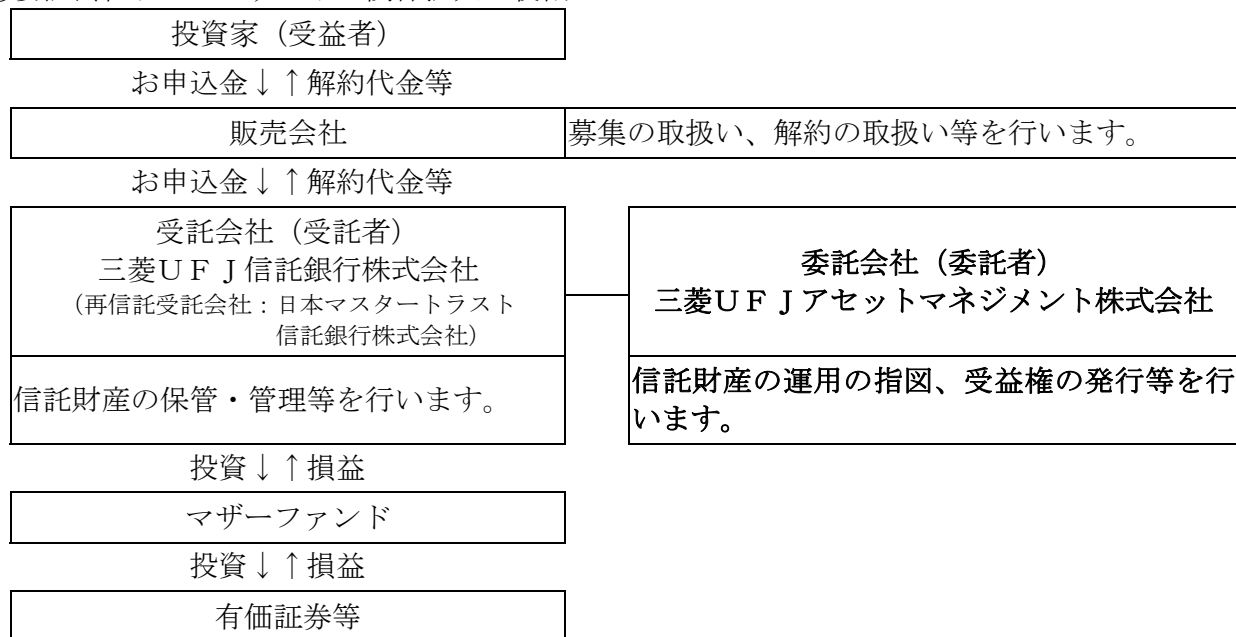 投資家（受益者）
お申込金↓↑解約代金等
販売会社
募集の取扱い、解約の取扱い等を行います。
お申込金↓↑解約代金等
受託会社（受託者）
三菱ＵＦＪ信託銀行株式会社
（再信託受託会社：日本マスタートラスト
信託銀行株式会社）
委託会社（委託者）
三菱ＵＦＪアセットマネジメント株式会社
信託財産の保管・管理等を行います。
信託財産の運用の指図、受益権の発行等を行
います。
投資↓↑損益
マザーファンド
投資↓↑損益
有価証券等